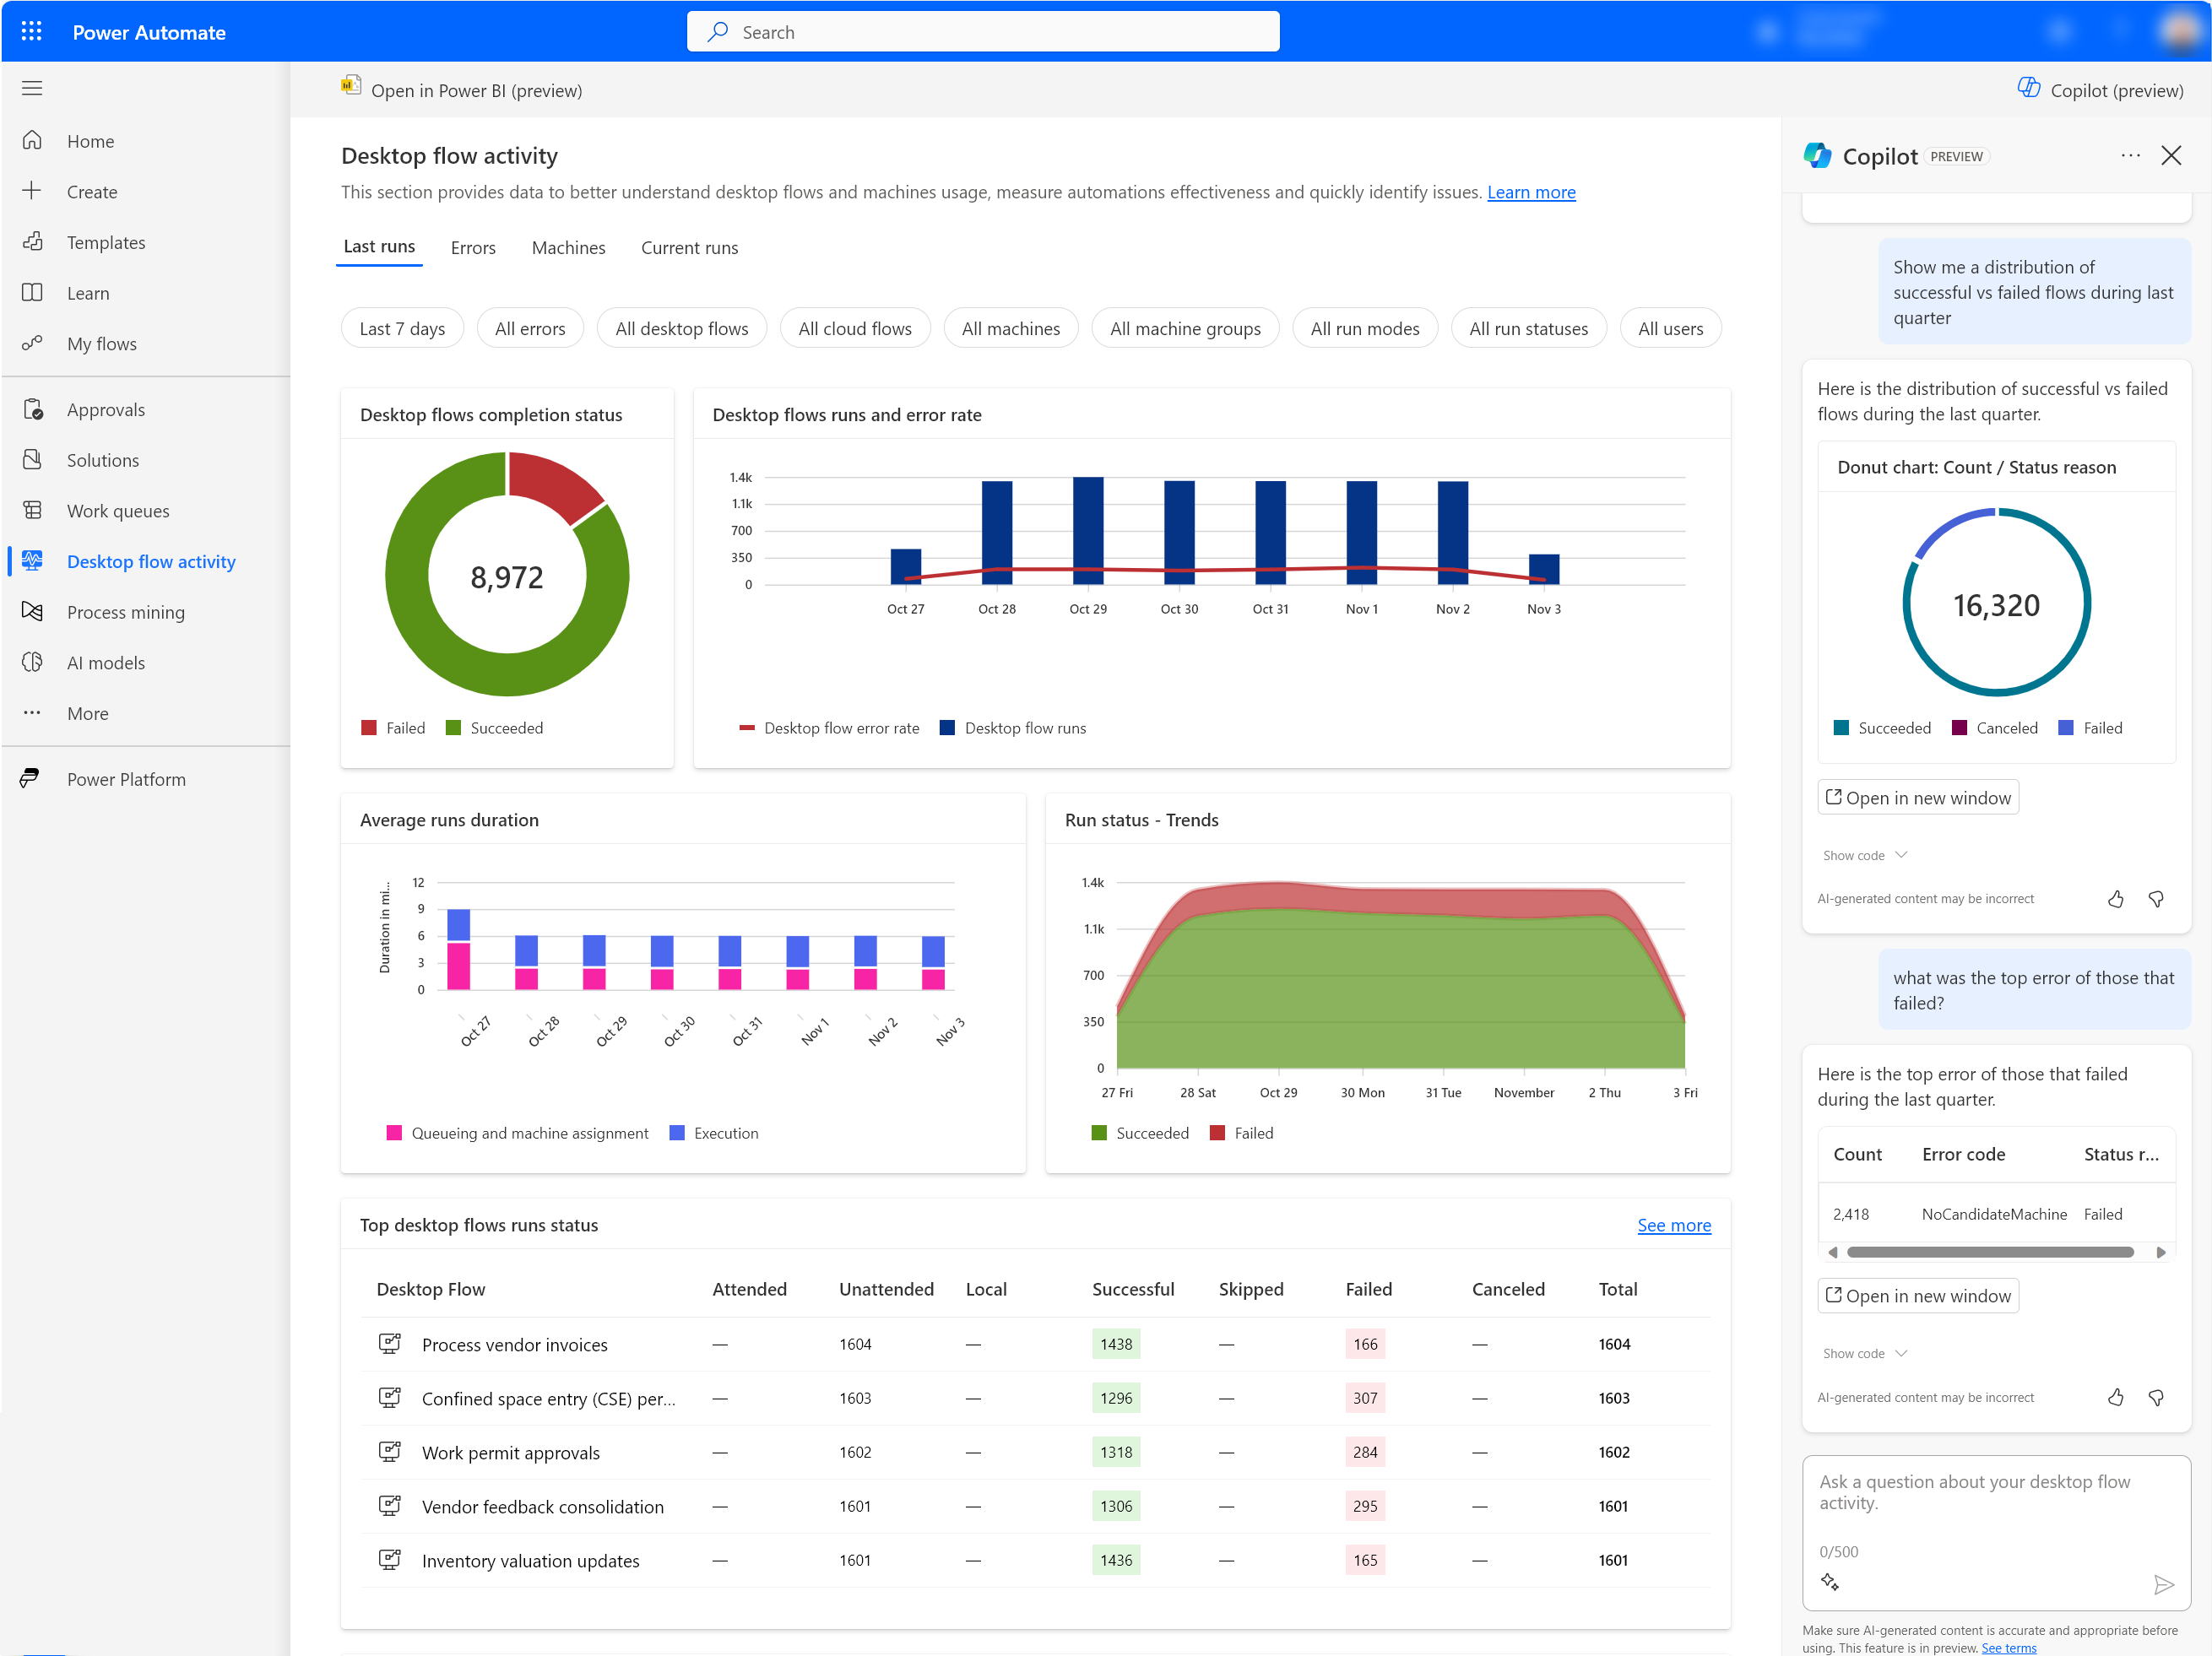 Power Automate
Search
Open in Power BI (preview)
Copilot (preview)
Home
Create
Templates
Learn
My flows
Approvals
Solutions
Work queues
Desktop flow activity
Process mining
AI models
More
Power Platform
Desktop flow activity
This section provides data to better understand desktop flows and machines usage, measure automations effectiveness and quickly identify issues. Learn more
Last runs Errors Machines Current runs
Last 7 days All errors All desktop flows All cloud flows All machines All machine groups All run modes All run statuses All users
Desktop flows completion status
8,972
Failed Succeeded
Desktop flows runs and error rate
1.4k
1.1k
700
350
0
Oct 27 Oct 28 Oct 29 Oct 30 Oct 31 Nov 1 Nov 2 Nov 3
Desktop flow error rate Desktop flow runs
Average runs duration
Duration in mi...
12
9
6
3
0
Oct 27 Oct 28 Oct 29 Oct 30 Oct 31 Nov 1 Nov 2 Nov 3
Queueing and machine assignment Execution
Run status - Trends
1.4k
1.1k
700
350
0
27 Fri 28 Sat Oct 29 30 Mon 31 Tue November 2 Thu 3 Fri
Succeeded Failed
Top desktop flows runs status See more
Desktop Flow Attended Unattended Local Successful Skipped Failed Canceled Total
Process vendor invoices — 1604 — 1438 — 166 — 1604
Confined space entry (CSE) per... — 1603 — 1296 — 307 — 1603
Work permit approvals — 1602 — 1318 — 284 — 1602
Vendor feedback consolidation — 1601 — 1306 — 295 — 1601
Inventory valuation updates — 1601 — 1436 — 165 — 1601
Copilot PREVIEW
Show me a distribution of
successful vs failed flows during last
quarter
Here is the distribution of successful vs failed
flows during the last quarter.
Donut chart: Count / Status reason
16,320
Succeeded Canceled Failed
Open in new window
Show code
AI-generated content may be incorrect
what was the top error of those that
failed?
Here is the top error of those that failed
during the last quarter.
Count Error code Status r...
2,418 NoCandidateMachine Failed
Open in new window
Show code
AI-generated content may be incorrect
Ask a question about your desktop flow
activity.
0/500
Make sure AI-generated content is accurate and appropriate before
using. This feature is in preview. See terms